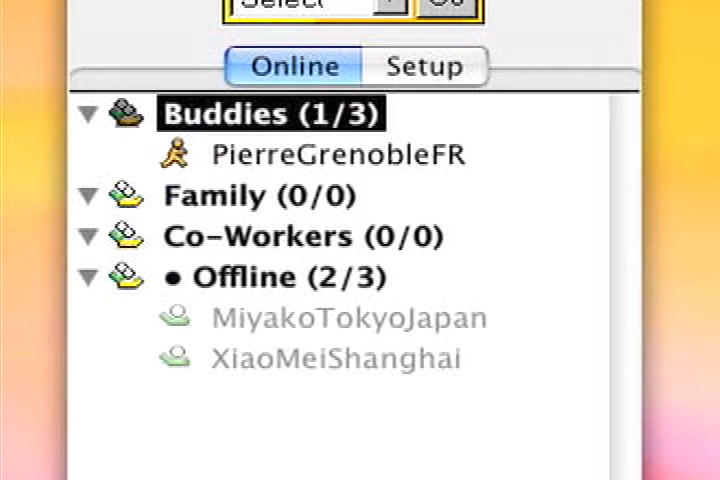 Online Setup
Buddies (1/3)
PierreGrenobleFR
Family (0/0)
Co-Workers (0/0)
• Offline (2/3)
MiyakoTokyoJapan
XiaoMeiShanghai